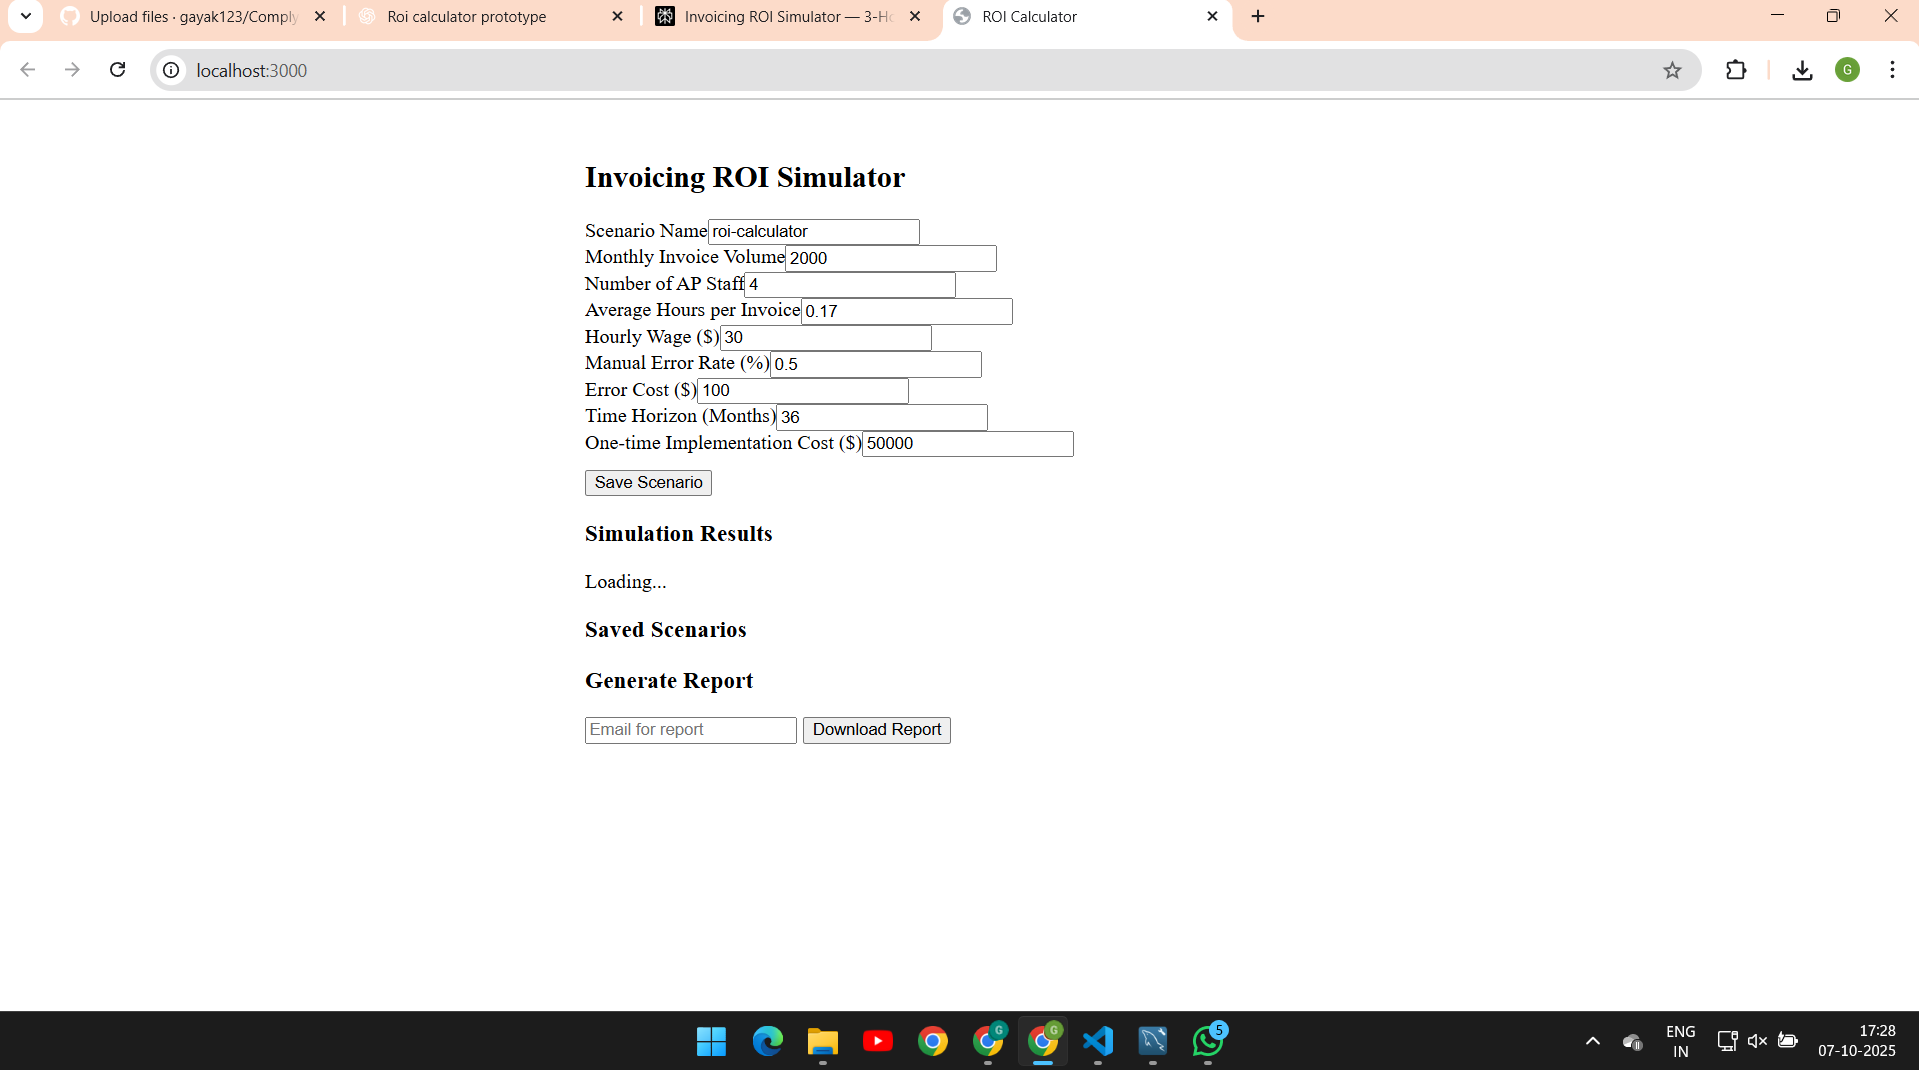 Upload files · gayak123/Comply
Roi calculator prototype
Invoicing ROI Simulator — 3-Ho
ROI Calculator
localhost:3000
G
Invoicing ROI Simulator
Scenario Name roi-calculator
Monthly Invoice Volume 2000
Number of AP Staff 4
Average Hours per Invoice 0.17
Hourly Wage ($) 30
Manual Error Rate (%) 0.5
Error Cost ($) 100
Time Horizon (Months) 36
One-time Implementation Cost ($) 50000
Save Scenario
Simulation Results
Loading...
Saved Scenarios
Generate Report
Email for report Download Report
G
G
5
ENG
IN
17:28
07-10-2025